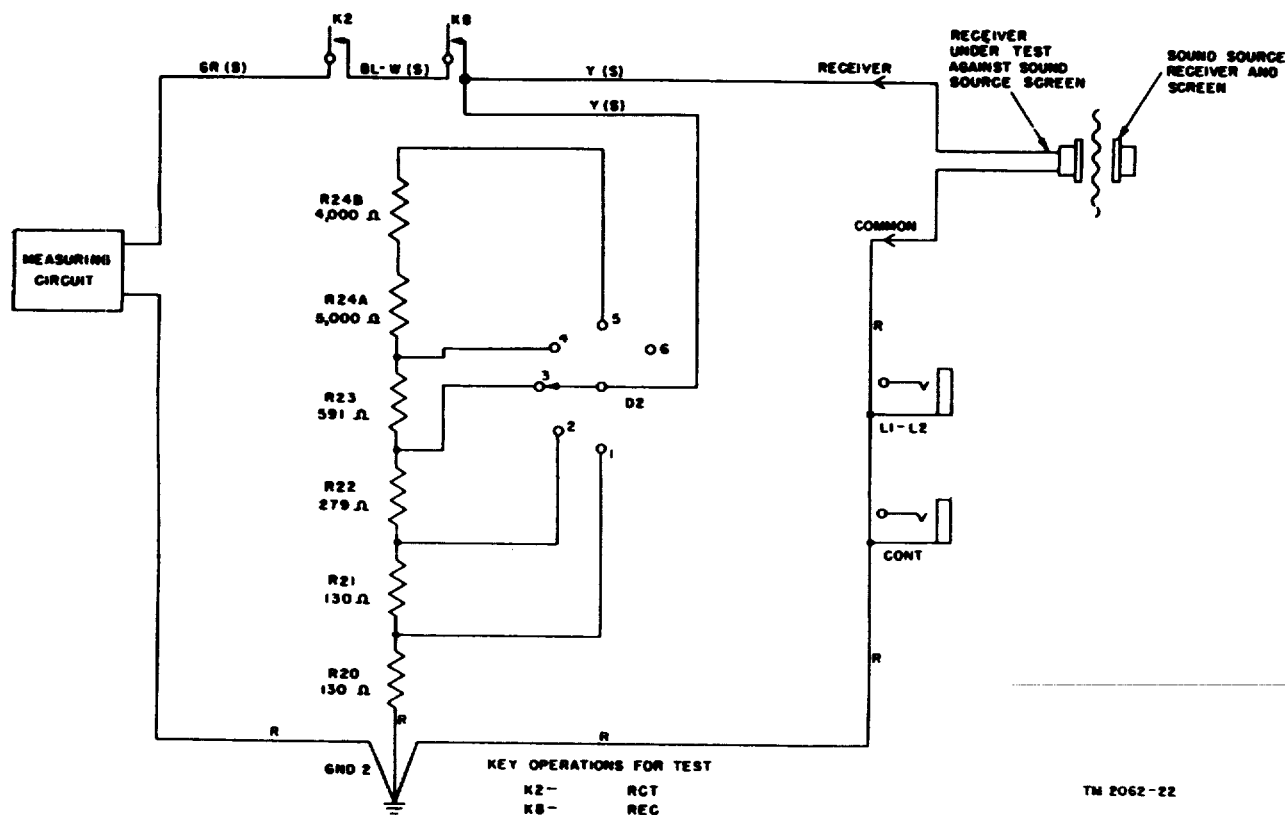 K2
K8
GR (S)
BL-W (S)
Y (S)
RECEIVER
Y (S)
RECEIVER
UNDER TEST
AGAINST SOUND
SOURCE SCREEN
SOUND SOURCE
RECEIVER AND
SCREEN
COMMON
MEASURING
CIRCUIT
R24B
4,000 Ω
R24A
5,000 Ω
R23
591 Ω
R22
279 Ω
R21
130 Ω
R20
130 Ω
5
4
6
3
D2
2
1
R
L1-L2
CONT
R
R
R
R
GND 2
KEY OPERATIONS FOR TEST
K2- RCT
K8- REC
TM 2062-22